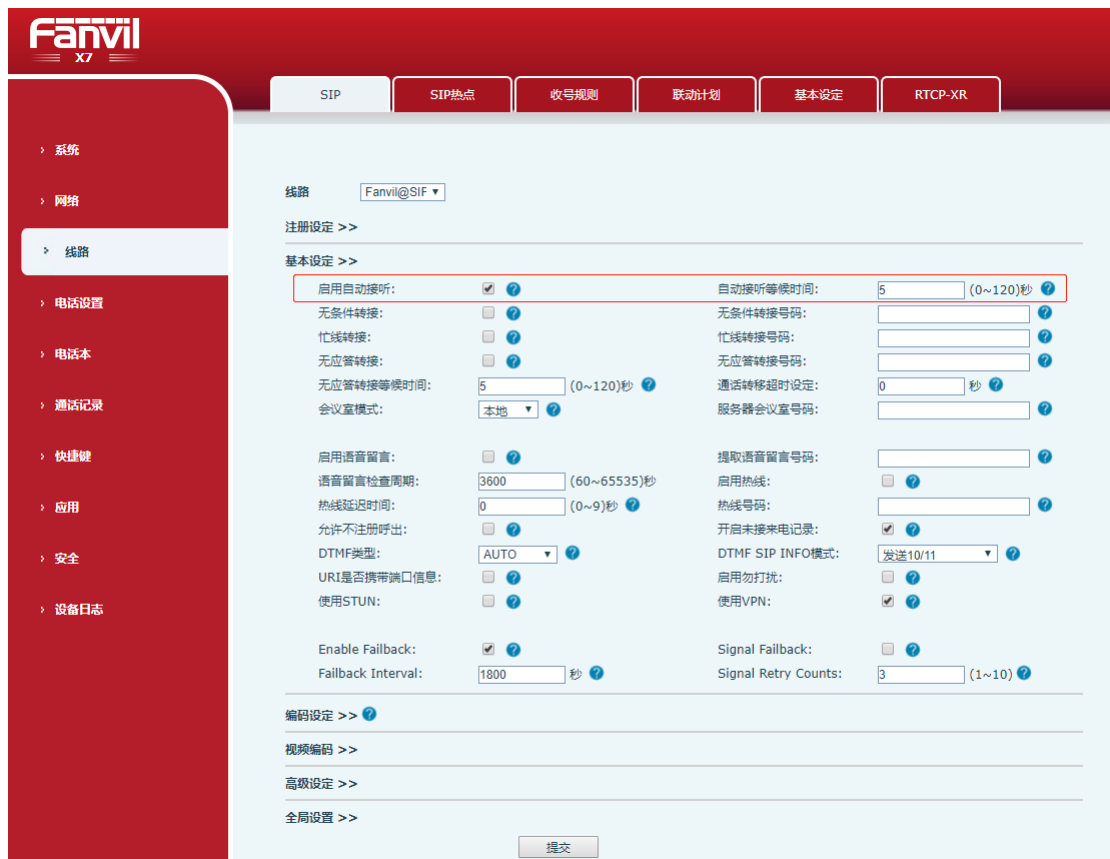 Fanvil
X7
SIP SIP热点 收号规则 联动计划 基本设定 RTCP-XR
系统
网络
线路
电话设置
电话本
通话记录
快捷键
应用
安全
设备日志
线路 Fanvil@SIF
注册设定 >>
基本设定 >>
启用自动接听: 自动接听等候时间: 5 (0~120)秒
无条件转接: 无条件转接号码:
忙线转接: 忙线转接号码:
无应答转接: 无应答转接号码:
无应答转接等候时间: 5 (0~120)秒 通话转移超时设定: 0 秒
会议室模式: 本地 服务器会议室号码:
启用语音留言: 提取语音留言号码:
语音留言检查周期: 3600 (60~65535)秒 启用热线:
热线延迟时间: 0 (0~9)秒 热线号码:
允许不注册呼出: 开启未接来电记录:
DTMF类型: AUTO DTMF SIP INFO模式: 发送10/11
URI是否携带端口信息: 启用勿打扰:
使用STUN: 使用VPN:
Enable Failback: Signal Failback:
Failback Interval: 1800 秒 Signal Retry Counts: 3 (1~10)
编码设定 >>
视频编码 >>
高级设定 >>
全局设置 >>
提交